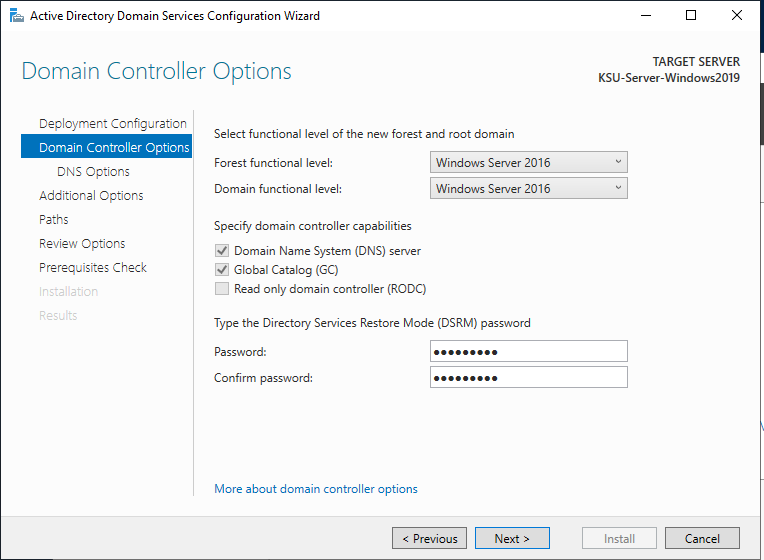 Active Directory Domain Services Configuration Wizard
Domain Controller Options
TARGET SERVER
KSU-Server-Windows2019
Deployment Configuration
Domain Controller Options
DNS Options
Additional Options
Paths
Review Options
Prerequisites Check
Installation
Results
Select functional level of the new forest and root domain
Forest functional level: Windows Server 2016
Domain functional level: Windows Server 2016
Specify domain controller capabilities
Domain Name System (DNS) server
Global Catalog (GC)
Read only domain controller (RODC)
Type the Directory Services Restore Mode (DSRM) password
Password: ●●●●●●●●●
Confirm password: ●●●●●●●●●
More about domain controller options
< Previous Next > Install Cancel